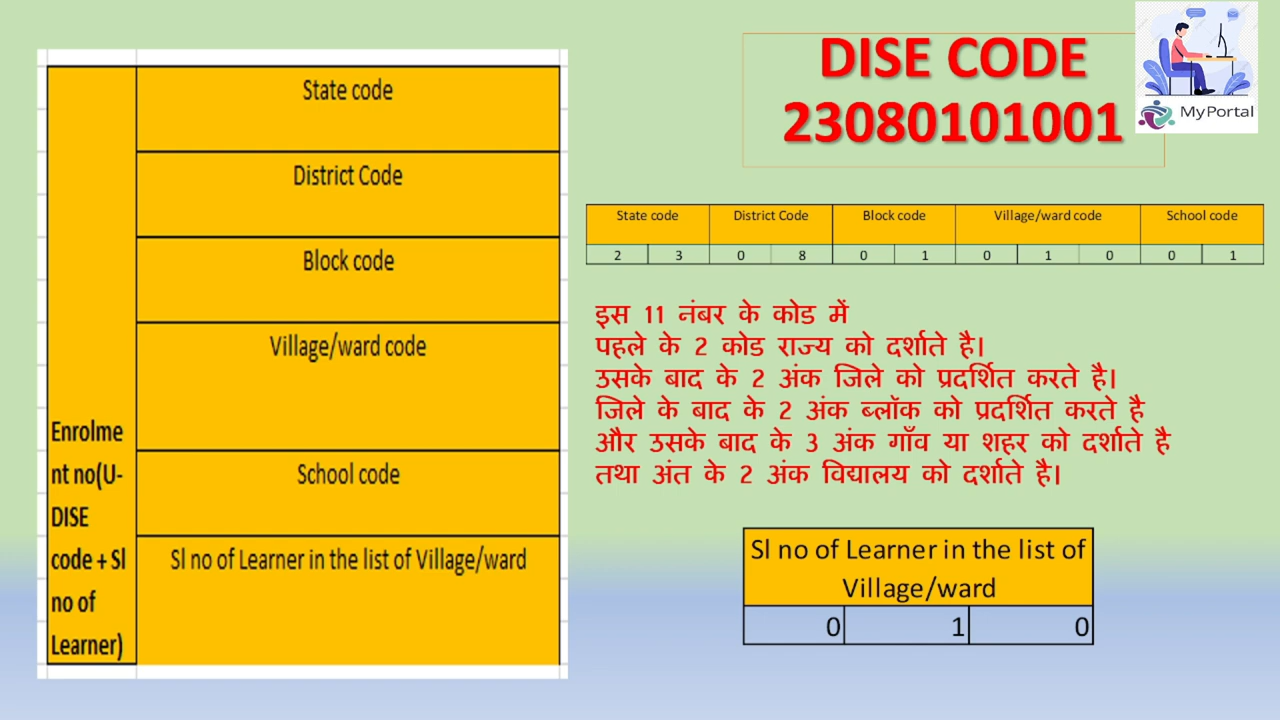 State code
District Code
Block code
Village/ward code
School code
Sl no of Learner in the list of Village/ward
Enrolme
nt no(U-
DISE
code + Sl
no of
Learner)
DISE CODE
23080101001
MyPortal
State code District Code Block code Village/ward code School code
2 3 0 8 0 1 0 1 0 0 1
इस 11 नंबर के कोड में
पहले के 2 कोड राज्य को दर्शाते है।
उसके बाद के 2 अंक जिले को प्रदर्शित करते है।
जिले के बाद के 2 अंक ब्लॉक को प्रदर्शित करते है
और उसके बाद के 3 अंक गाँव या शहर को दर्शाते है
तथा अंत के 2 अंक विद्यालय को दर्शाते है।
Sl no of Learner in the list of
Village/ward
0 1 0